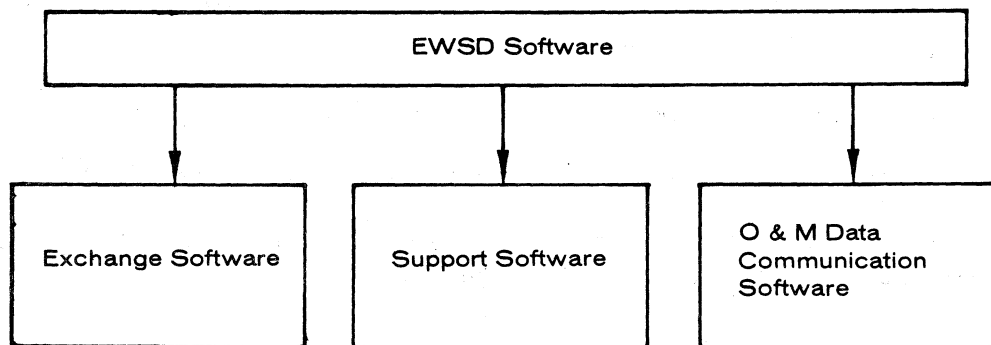 EWSD Software
Exchange Software
Support Software
O & M Data
Communication
Software